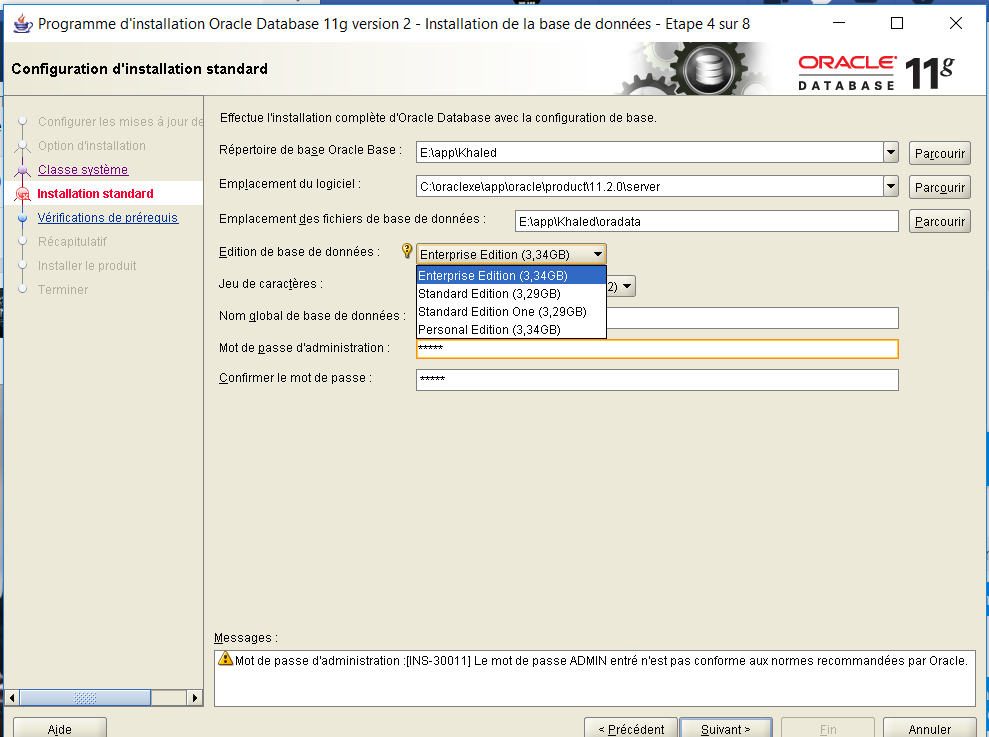 Programme d'installation Oracle Database 11g version 2 - Installation de la base de données - Etape 4 sur 8
Configuration d'installation standard
ORACLE
DATABASE
11g
Configurer les mises à jour de
Option d'installation
Classe système
Installation standard
Vérifications de prérequis
Récapitulatif
Installer le produit
Terminer
Effectue l'installation complète d'Oracle Database avec la configuration de base.
Répertoire de base Oracle Base : E:\app\Khaled Parcourir
Emplacement du logiciel : C:\oraclexe\app\oracle\product\11.2.0\server Parcourir
Emplacement des fichiers de base de données : E:\app\Khaled\oradata Parcourir
Edition de base de données : Enterprise Edition (3,34GB)
Enterprise Edition (3,34GB)
Jeu de caractères : 2)
Standard Edition (3,29GB)
Standard Edition One (3,29GB)
Nom global de base de données :
Personal Edition (3,34GB)
Mot de passe d'administration : *****
Confirmer le mot de passe : *****
Messages :
Mot de passe d'administration :[INS-30011] Le mot de passe ADMIN entré n'est pas conforme aux normes recommandées par Oracle.
Aide < Précédent Suivant > Fin Annuler